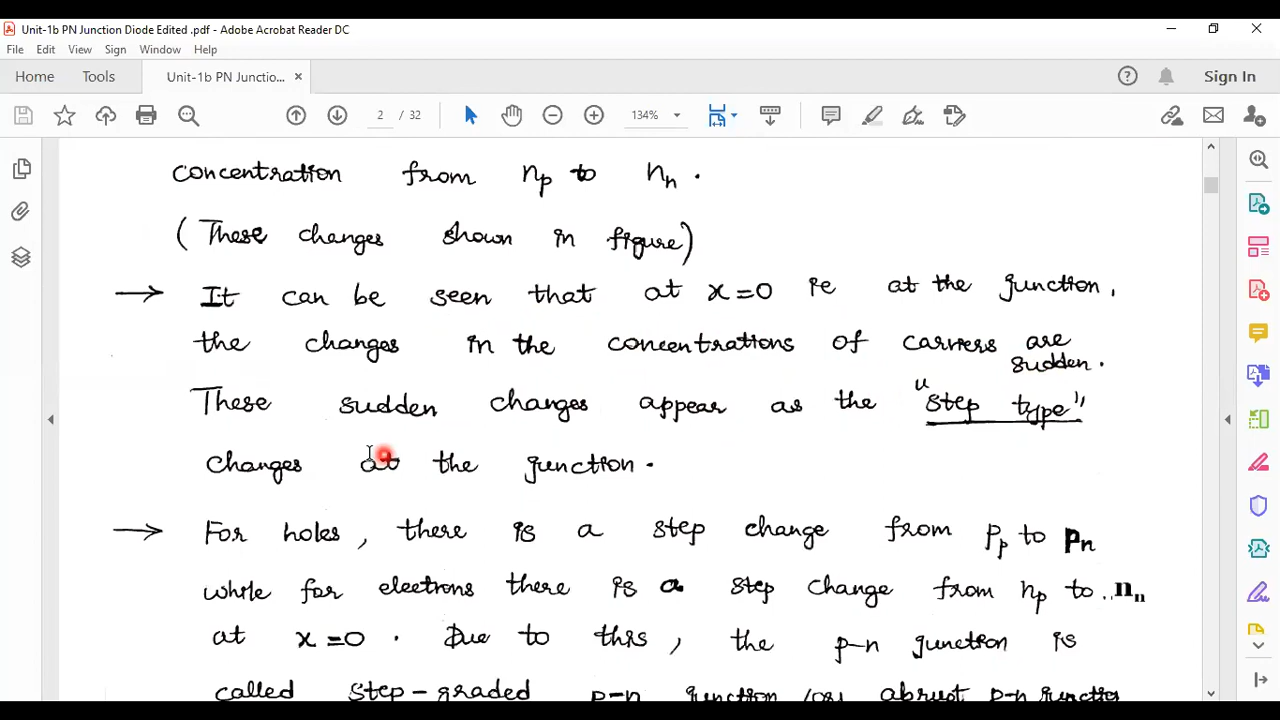 Unit-1b PN Junction Diode Edited .pdf - Adobe Acrobat Reader DC
File Edit View Sign Window Help
Home Tools Unit-1b PN Junctio... × Sign In
2 / 32 134%
concentration from np to nn .
(These changes shown in figure)
→ It can be seen that at x=0 ie at the junction,
the changes in the concentrations of carriers are
sudden.
These sudden changes appear as the "step type"
changes at the junction.
→ For holes, there is a step change from Pp to Pn
while for electrons there is a step change from np to ..nn
at x=0 . Due to this, the p-n junction is
called step-graded p-n junction (or) abrupt p-n junction